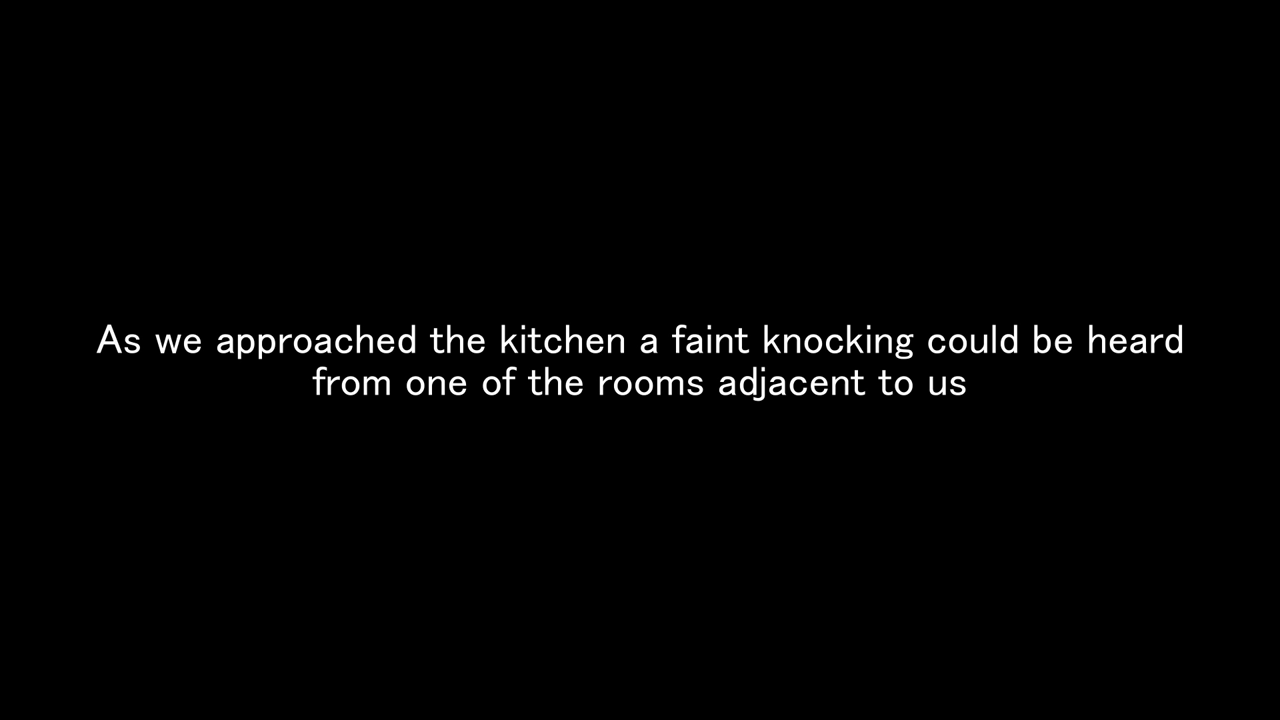 As we approached the kitchen a faint knocking could be heard
from one of the rooms adjacent to us